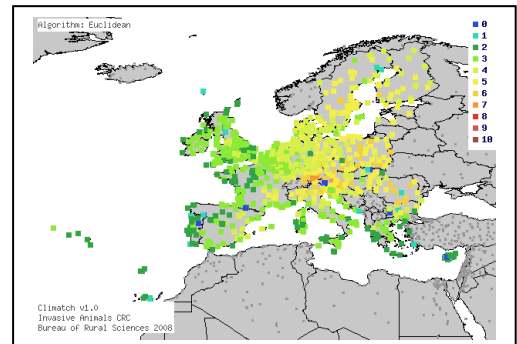 Algorithm: Euclidean
0
1
2
3
4
5
6
7
8
9
10
Climatch v1.0
Invasive Animals CRC
Bureau of Rural Sciences 2008